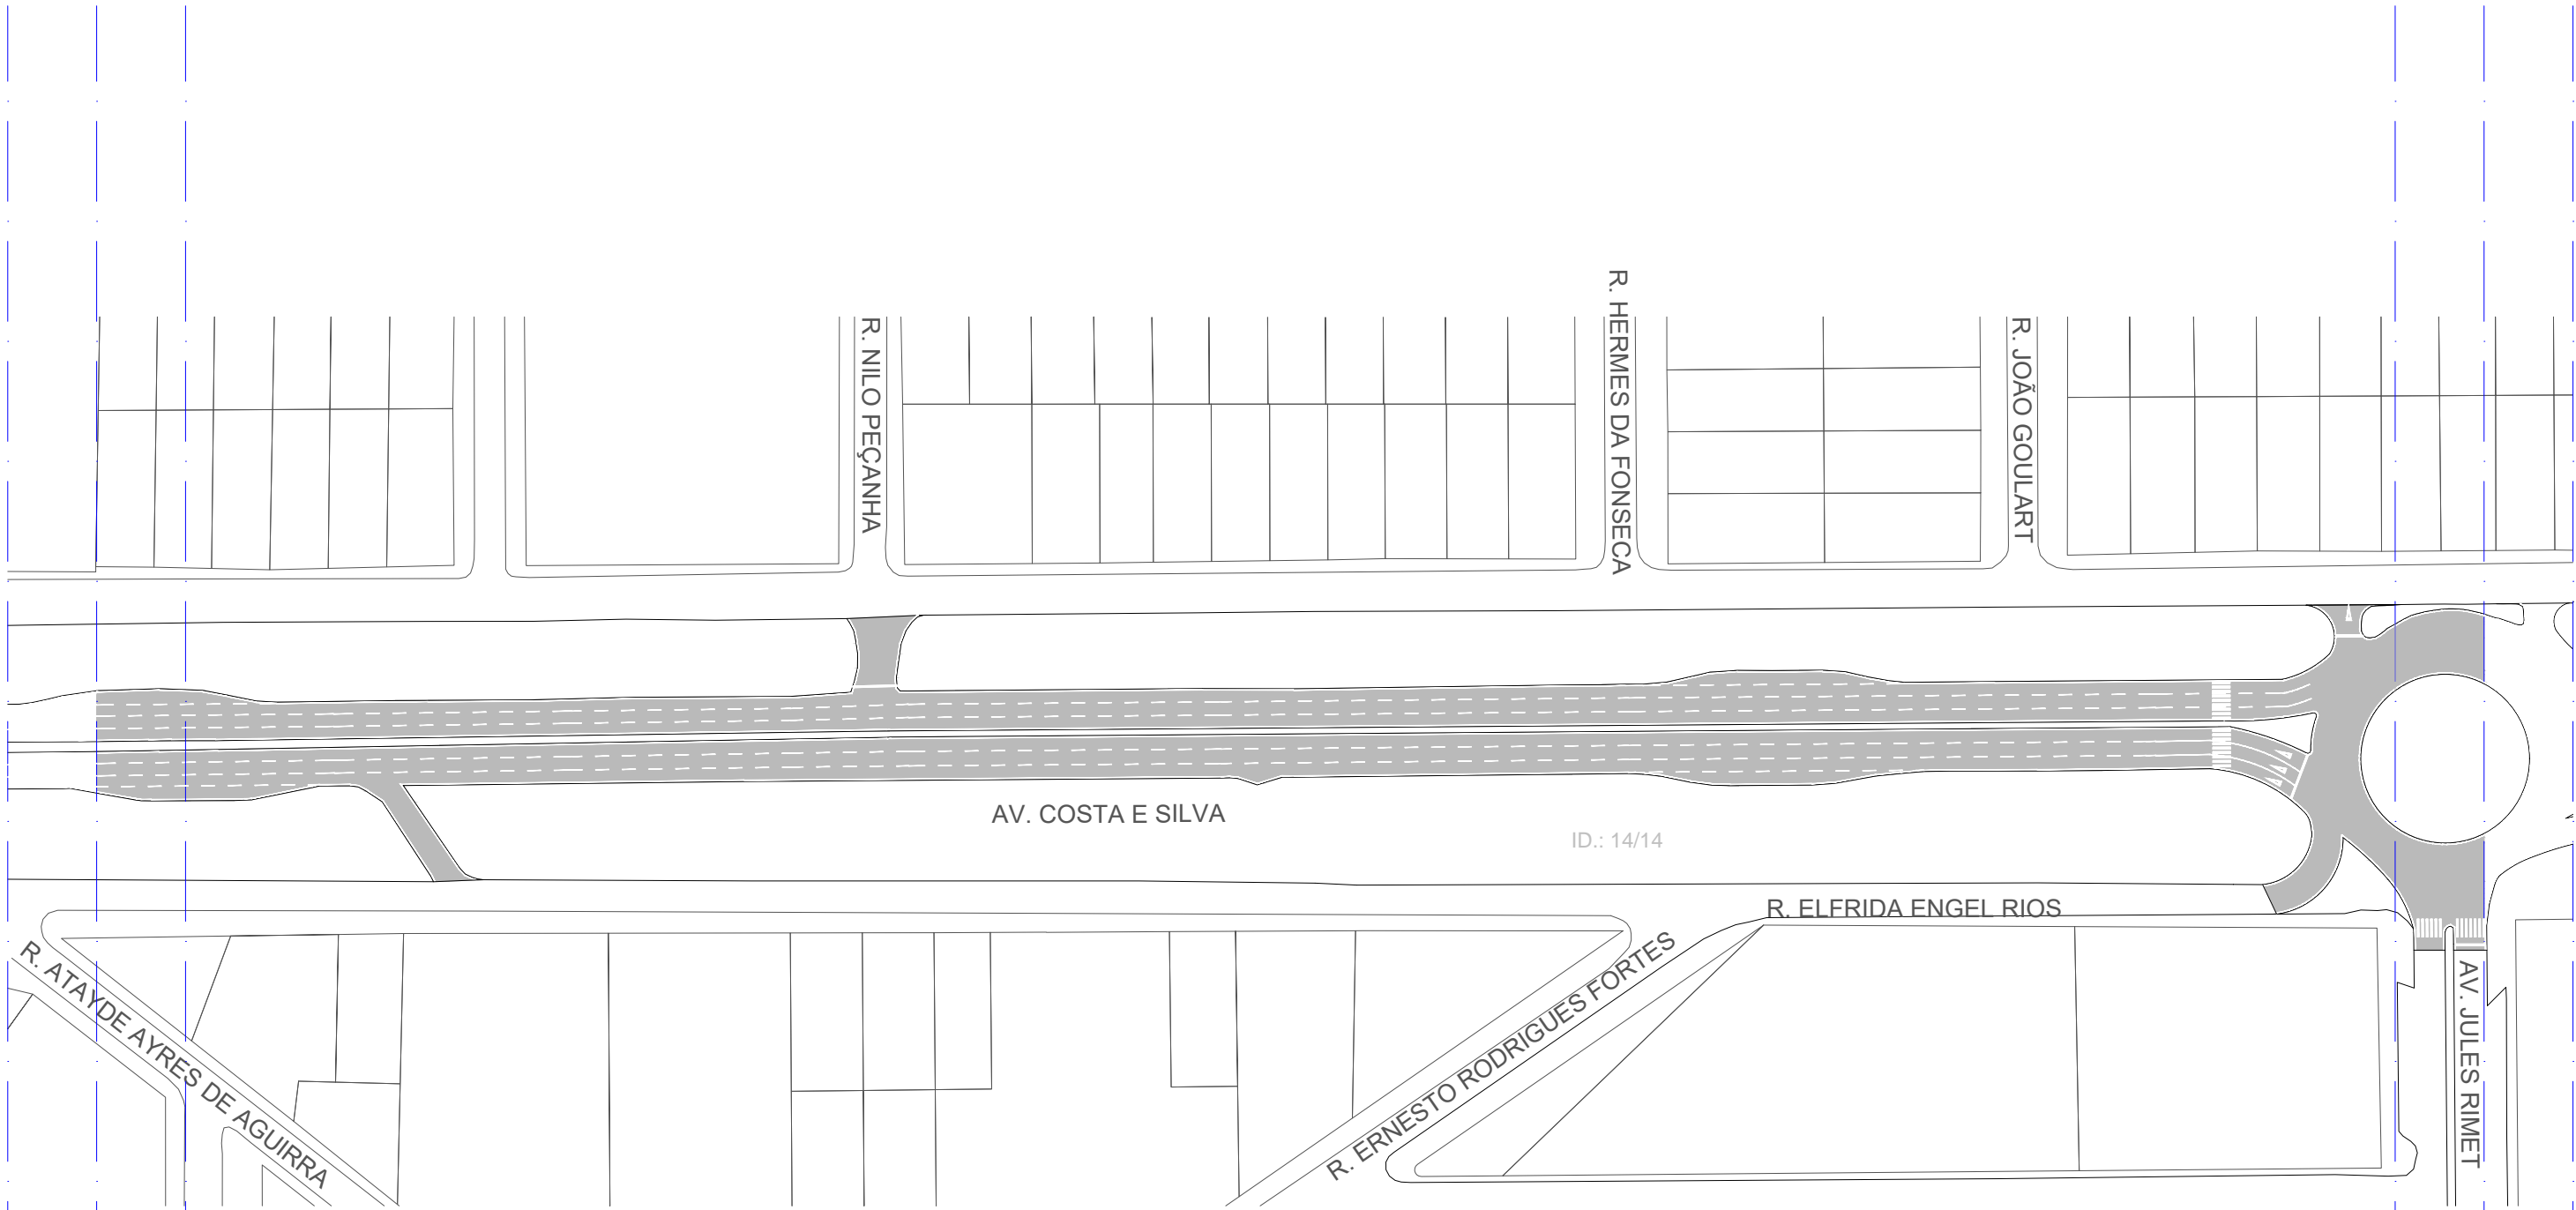 R. NILO PEÇANHA
R. HERMES DA FONSECA
R. JOÃO GOULART
AV. COSTA E SILVA
ID.: 14/14
R. ELFRIDA ENGEL RIOS
R. ATAYDE AYRES DE AGUIRRA
R. ERNESTO RODRIGUES FORTES
AV. JULES RIMET